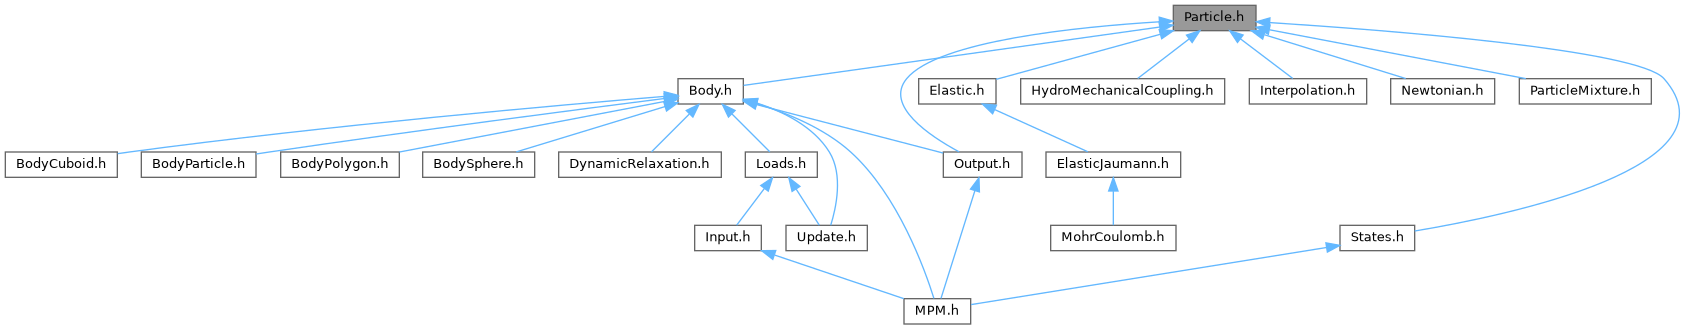 Particle.h
Body.h
Elastic.h
HydroMechanicalCoupling.h
Interpolation.h
Newtonian.h
ParticleMixture.h
BodyCuboid.h
BodyParticle.h
BodyPolygon.h
BodySphere.h
DynamicRelaxation.h
Loads.h
Output.h
ElasticJaumann.h
Input.h
Update.h
MohrCoulomb.h
States.h
MPM.h